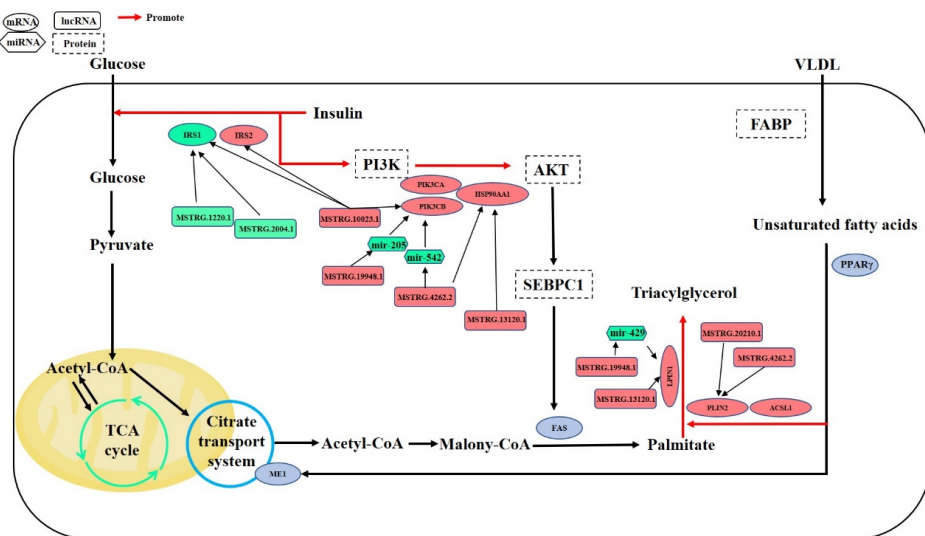 mRNA
lncRNA
Promote
miRNA
Protein
Glucose
VLDL
Insulin
FABP
IRS1
IRS2
PI3K
AKT
Glucose
PIK3CA
HSP90AA1
PIK3CB
MSTRG.1220.1
MSTRG.2004.1
MSTRG.10023.1
Unsaturated fatty acids
Pyruvate
mir-205
mir-542
PPARγ
MSTRG.19948.1
MSTRG.4262.2
SEBPC1
Triacylglycerol
MSTRG.13120.1
mir-429
MSTRG.20210.1
MSTRG.4262.2
Acetyl-CoA
MSTRG.19948.1
LPIN1
MSTRG.13120.1
PLIN2
ACSL1
TCA
cycle
Citrate
transport
system
FAS
Acetyl-CoA
Malony-CoA
Palmitate
ME1